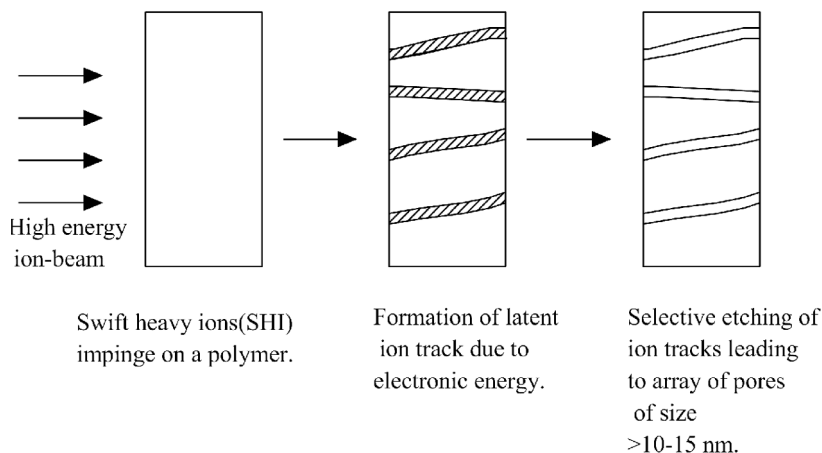 High energy
ion-beam
Swift heavy ions(SHI)
impinge on a polymer.
Formation of latent
ion track due to
electronic energy.
Selective etching of
ion tracks leading
to array of pores
of size
>10-15 nm.